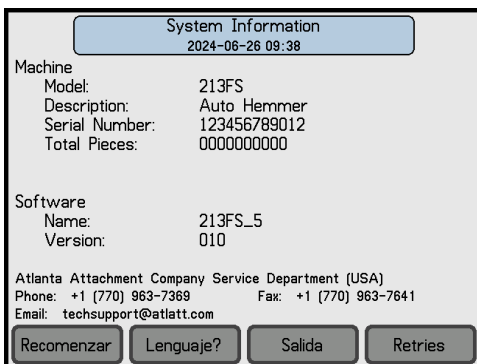 System Information
2024-06-26 09:38
Machine
Model: 213FS
Description: Auto Hemmer
Serial Number: 123456789012
Total Pieces: 0000000000
Software
Name: 213FS_5
Version: 010
Atlanta Attachment Company Service Department (USA)
Phone: +1 (770) 963-7369 Fax: +1 (770) 963-7641
Email: techsupport@atlatt.com
Recomenzar Lenguaje? Salida Retries